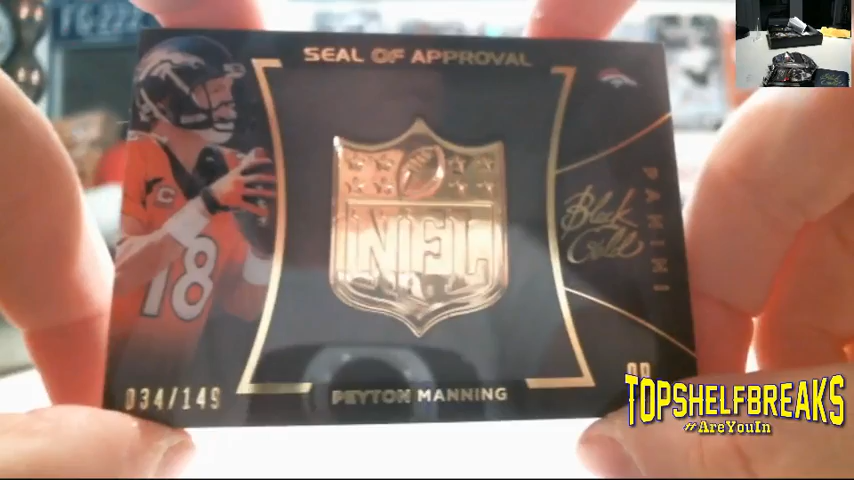 SEAL OF APPROVAL
NFL
18
C
Black
Gold
PANINI
034/149
PEYTON MANNING
TOPSHELFBREAKS
#AreYouIn